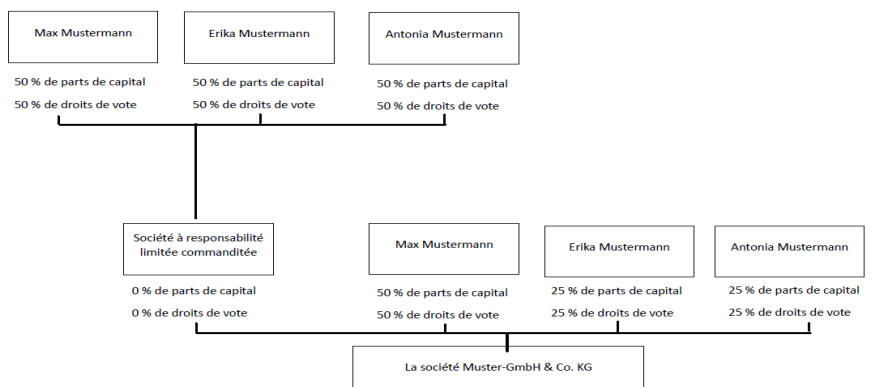 Max Mustermann
Erika Mustermann
Antonia Mustermann
50 % de parts de capital
50 % de droits de vote
50 % de parts de capital
50 % de droits de vote
50 % de parts de capital
50 % de droits de vote
Société à responsabilité
limitée commanditée
Max Mustermann
Erika Mustermann
Antonia Mustermann
0 % de parts de capital
0 % de droits de vote
50 % de parts de capital
50 % de droits de vote
25 % de parts de capital
25 % de droits de vote
25 % de parts de capital
25 % de droits de vote
La société Muster-GmbH & Co. KG